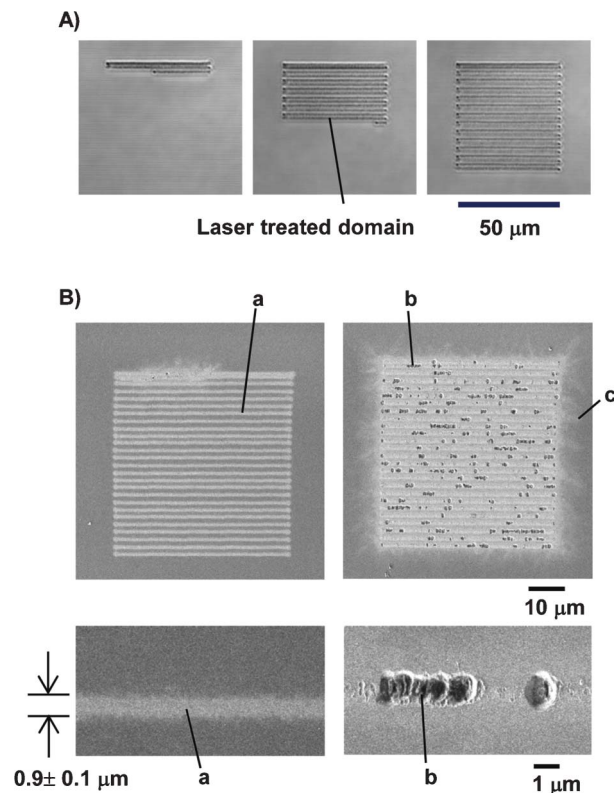 A)
Laser treated domain
50 μm
B)
a
b
c
10 μm
0.9± 0.1 μm
a
b
1 μm